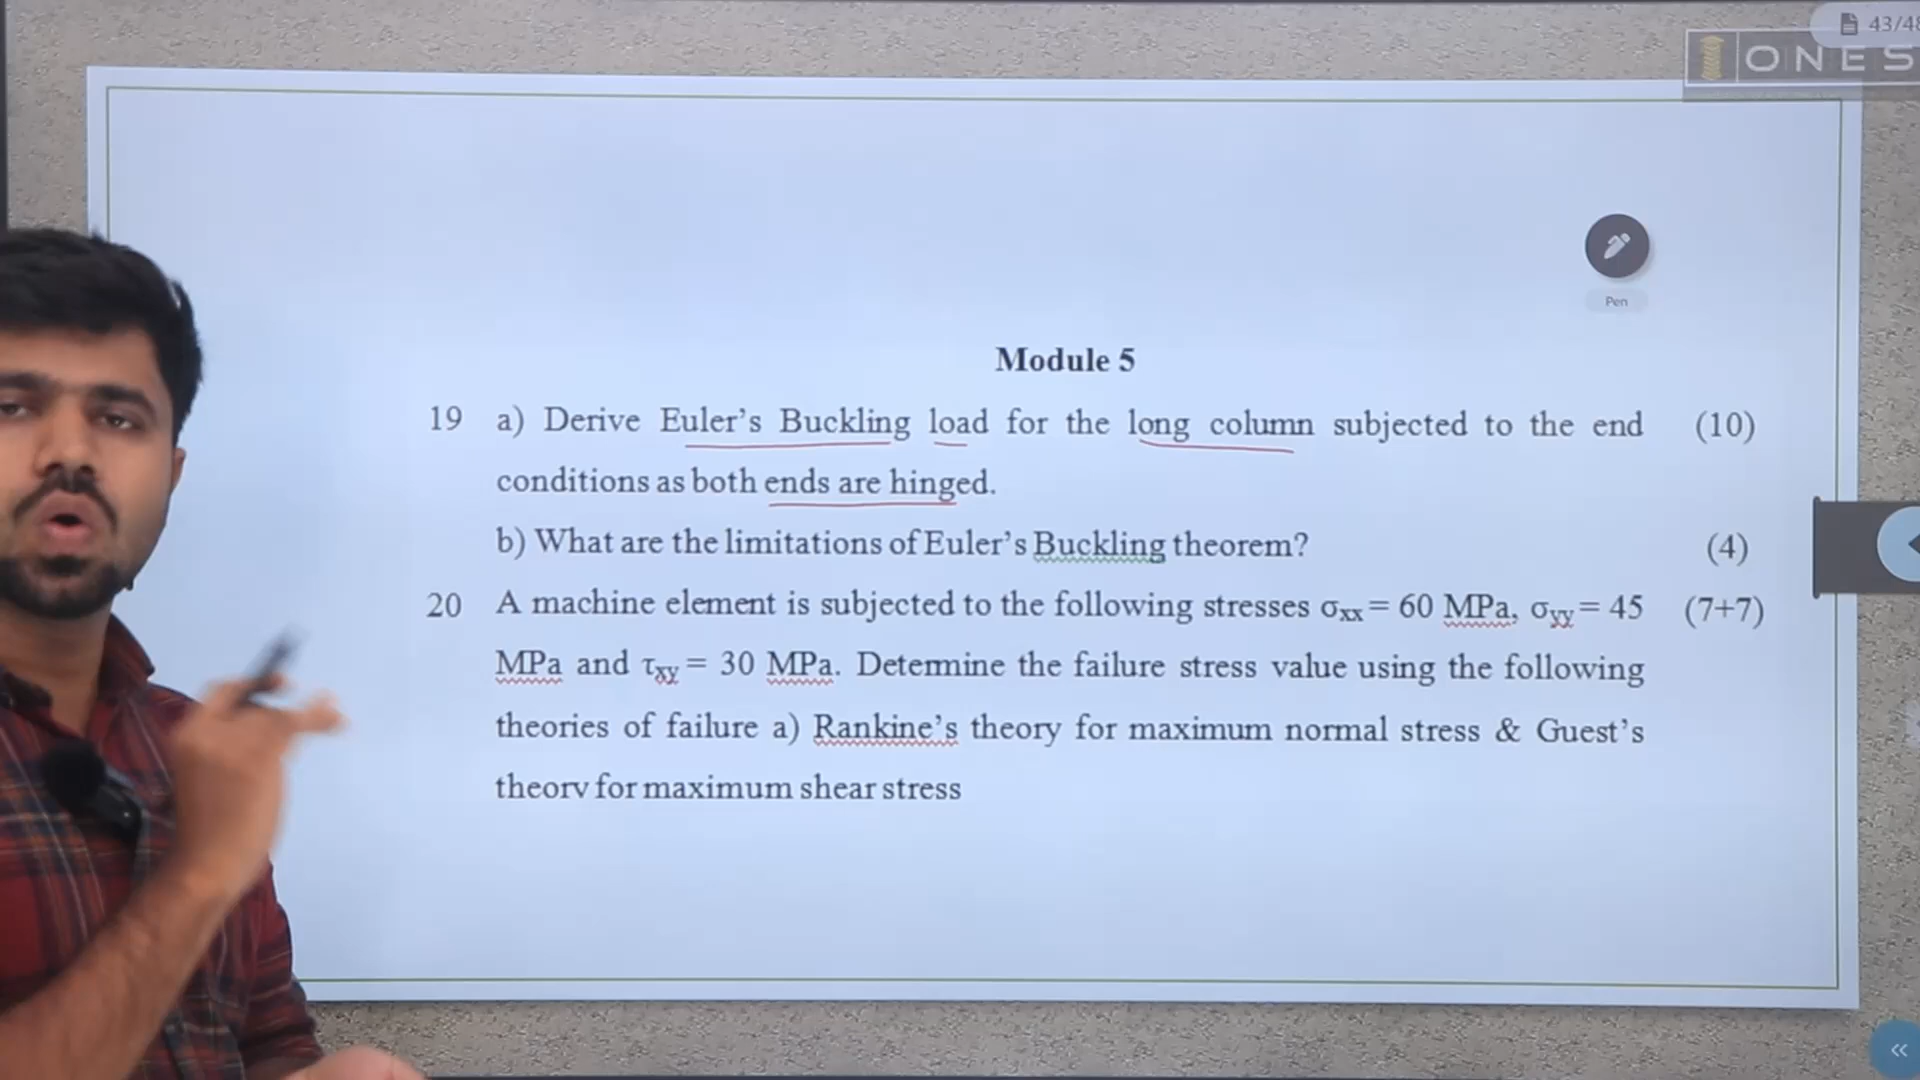 43/48
ONES
Pen
Module 5
19 a) Derive Euler’s Buckling load for the long column subjected to the end (10)
conditions as both ends are hinged.
b) What are the limitations of Euler’s Buckling theorem? (4)
20 A machine element is subjected to the following stresses σxx = 60 MPa, σyy = 45 (7+7)
MPa and τxy = 30 MPa. Determine the failure stress value using the following
theories of failure a) Rankine’s theory for maximum normal stress & Guest’s
theory for maximum shear stress